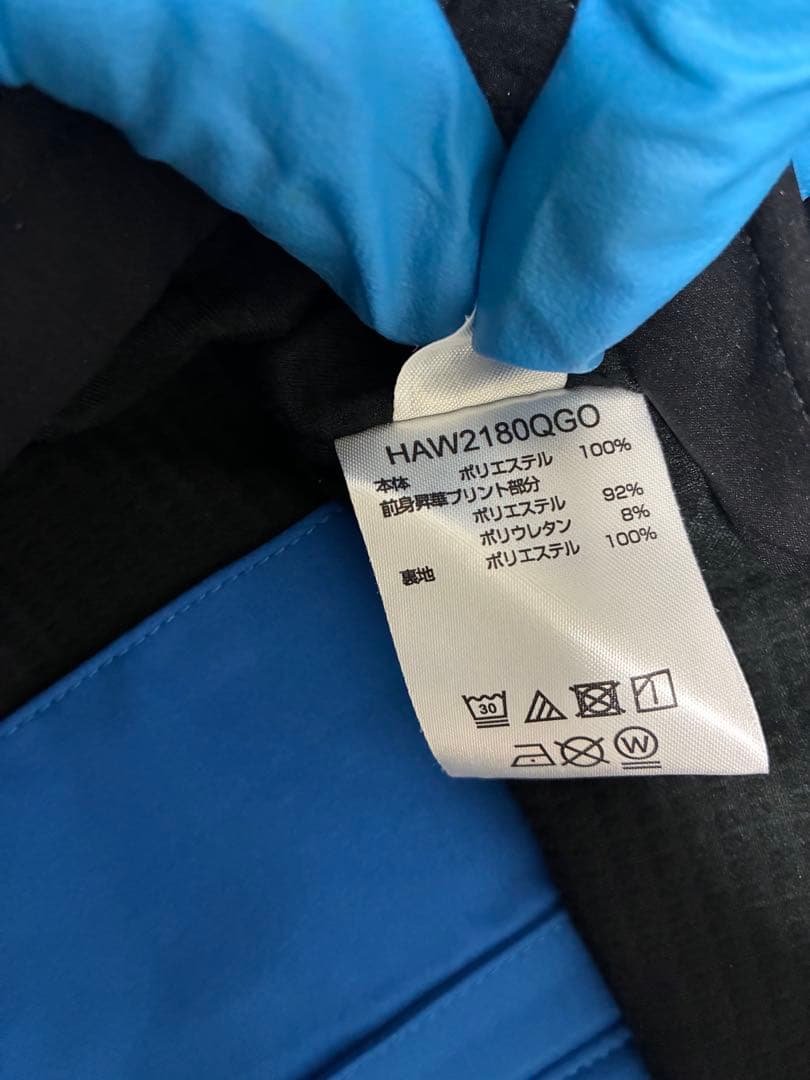 HAW2180QGO
本体 ポリエステル 100%
前身昇華プリント部分
ポリエステル 92%
ポリウレタン 8%
裏地 ポリエステル 100%
30
W